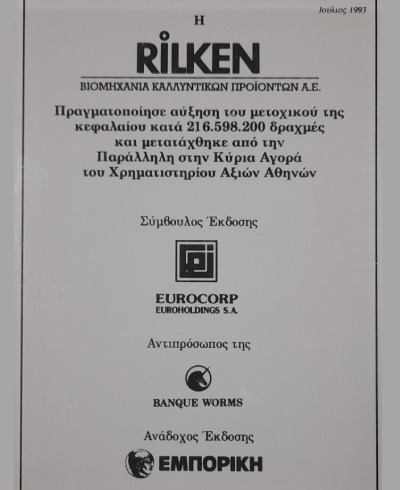 Ιούλιος 1993
Η
RiLKEN
ΒΙΟΜΗΧΑΝΙΑ ΚΑΛΛΥΝΤΙΚΩΝ ΠΡΟΪΟΝΤΩΝ Α.Ε.
Πραγματοποίησε αύξηση του μετοχικού της
κεφαλαίου κατά 216.598.200 δραχμές
και μετατάχθηκε από την
Παράλληλη στην Κύρια Αγορά
του Χρηματιστηρίου Αξιών Αθηνών
Σύμβουλος Έκδοσης
EUROCORP
EUROHOLDINGS S.A.
Αντιπρόσωπος της
BANQUE WORMS
Ανάδοχος Έκδοσης
ΕΜΠΟΡΙΚΗ